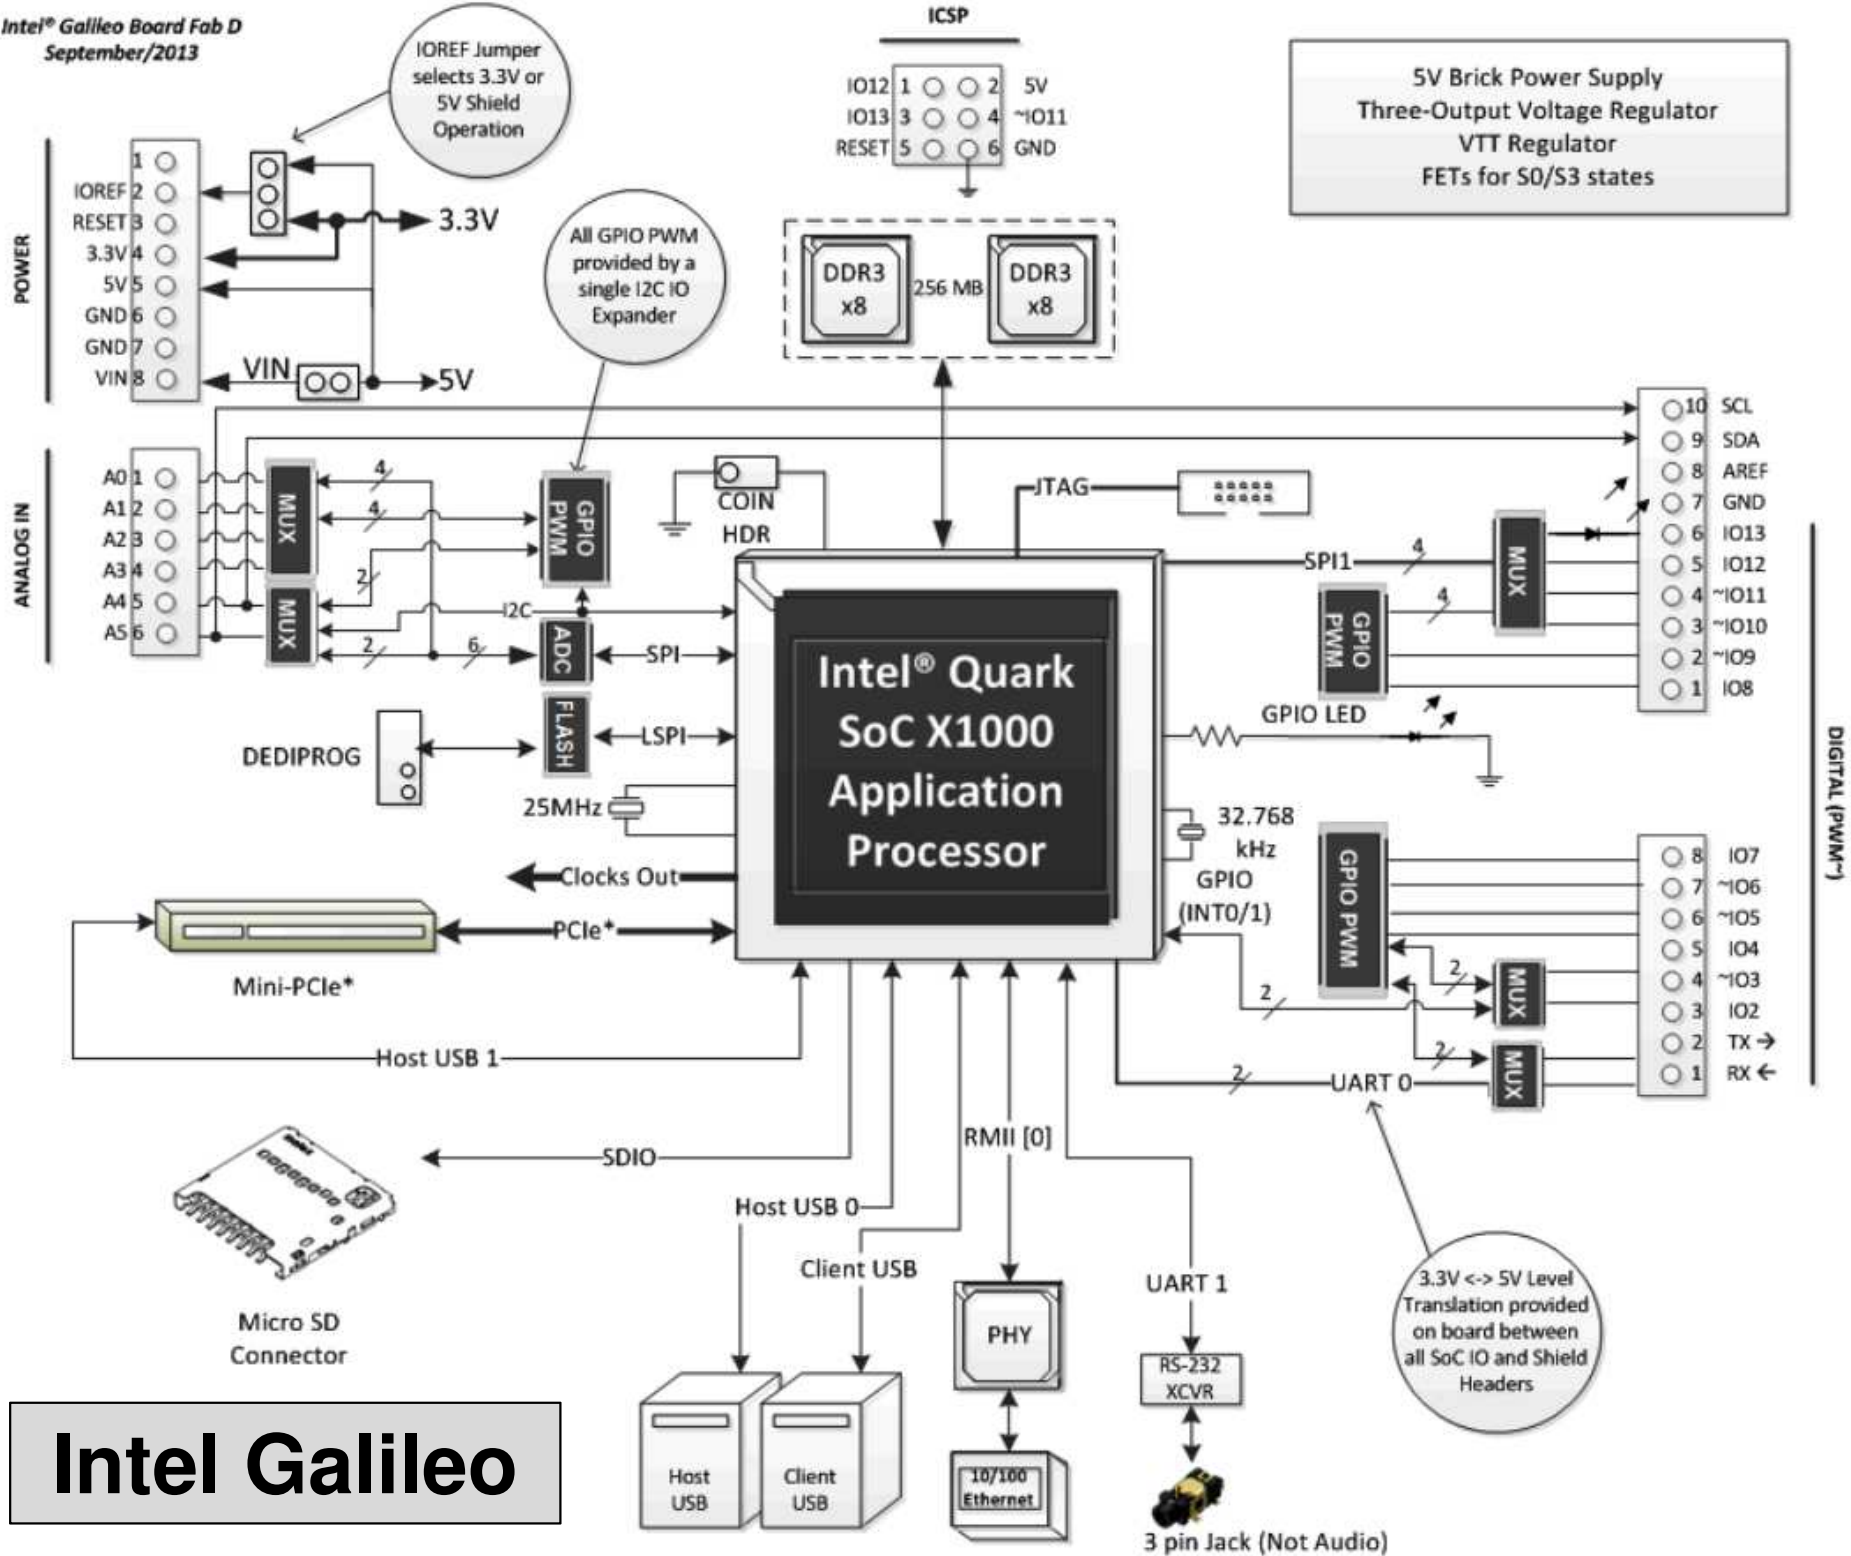 Intel® Galileo Board Fab D
September/2013
IOREF Jumper
selects 3.3V or
5V Shield
Operation
ICSP
IO12 1 2 5V
IO13 3 4 ~IO11
RESET 5 6 GND
5V Brick Power Supply
Three-Output Voltage Regulator
VTT Regulator
FETs for S0/S3 states
POWER
1
IOREF 2
RESET 3
3.3V 4
5V 5
GND 6
GND 7
VIN 8
3.3V
VIN
5V
All GPIO PWM
provided by a
single I2C IO
Expander
DDR3
x8
256 MB
DDR3
x8
ANALOG IN
A0 1
A1 2
A2 3
A3 4
A4 5
A5 6
MUX
MUX
4
4
2
2
6
GPIO
PWM
I2C
ADC
SPI
FLASH
LSPI
COIN
HDR
JTAG
DEDIPROG
25MHz
Clocks Out
PCIe*
Mini-PCIe*
Host USB 1
Intel® Quark
SoC X1000
Application
Processor
SPI1
4
MUX
GPIO
PWM
4
GPIO LED
32.768
kHz
GPIO
(INT0/1)
GPIO PWM
2
2
MUX
2
MUX
2
UART 0
10 SCL
9 SDA
8 AREF
7 GND
6 IO13
5 IO12
4 ~IO11
3 ~IO10
2 ~IO9
1 IO8
DIGITAL (PWM~)
8 IO7
7 ~IO6
6 ~IO5
5 IO4
4 ~IO3
3 IO2
2 TX →
1 RX ←
SDIO
Micro SD
Connector
Host USB 0
Client USB
RMII [0]
UART 1
PHY
RS-232
XCVR
Host
USB
Client
USB
10/100
Ethernet
3 pin Jack (Not Audio)
3.3V <-> 5V Level
Translation provided
on board between
all SoC IO and Shield
Headers
Intel Galileo